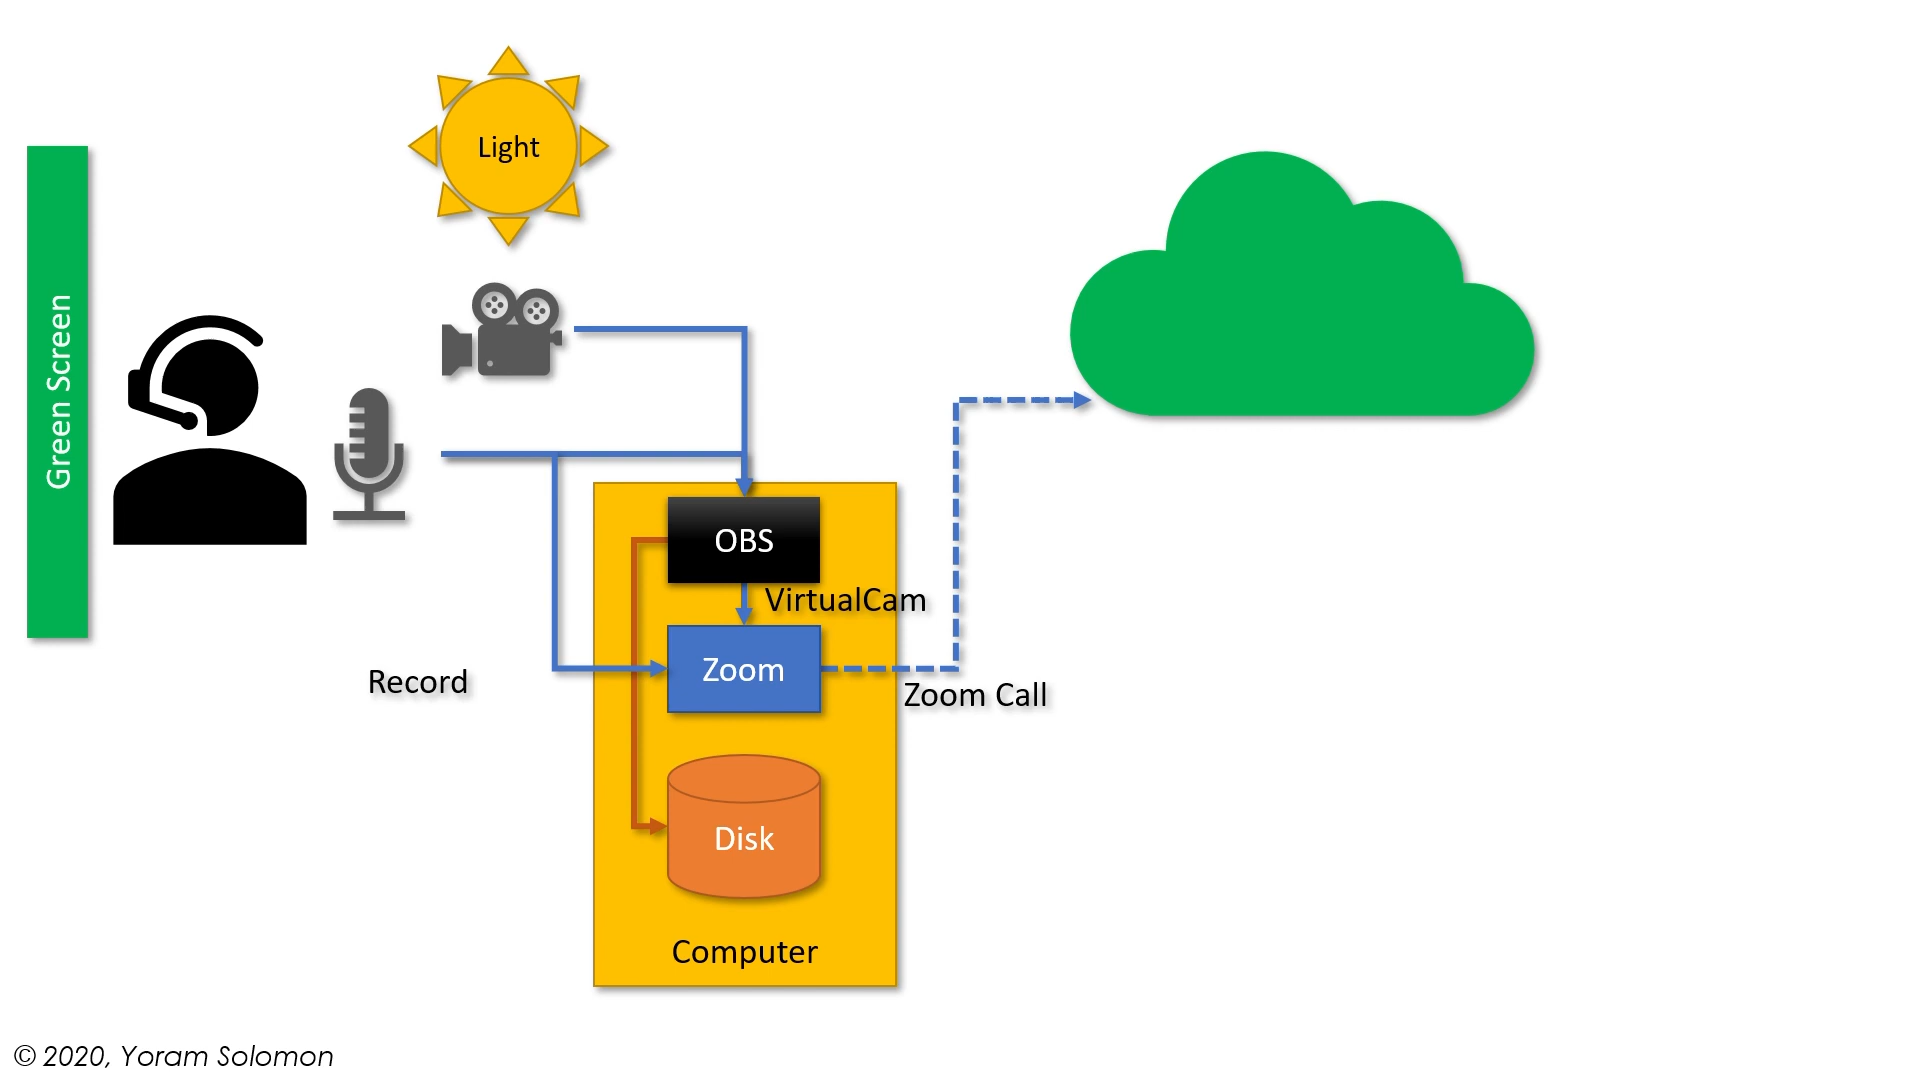 Light
Green Screen
OBS
VirtualCam
Zoom
Record
Zoom Call
Disk
Computer
© 2020, Yoram Solomon